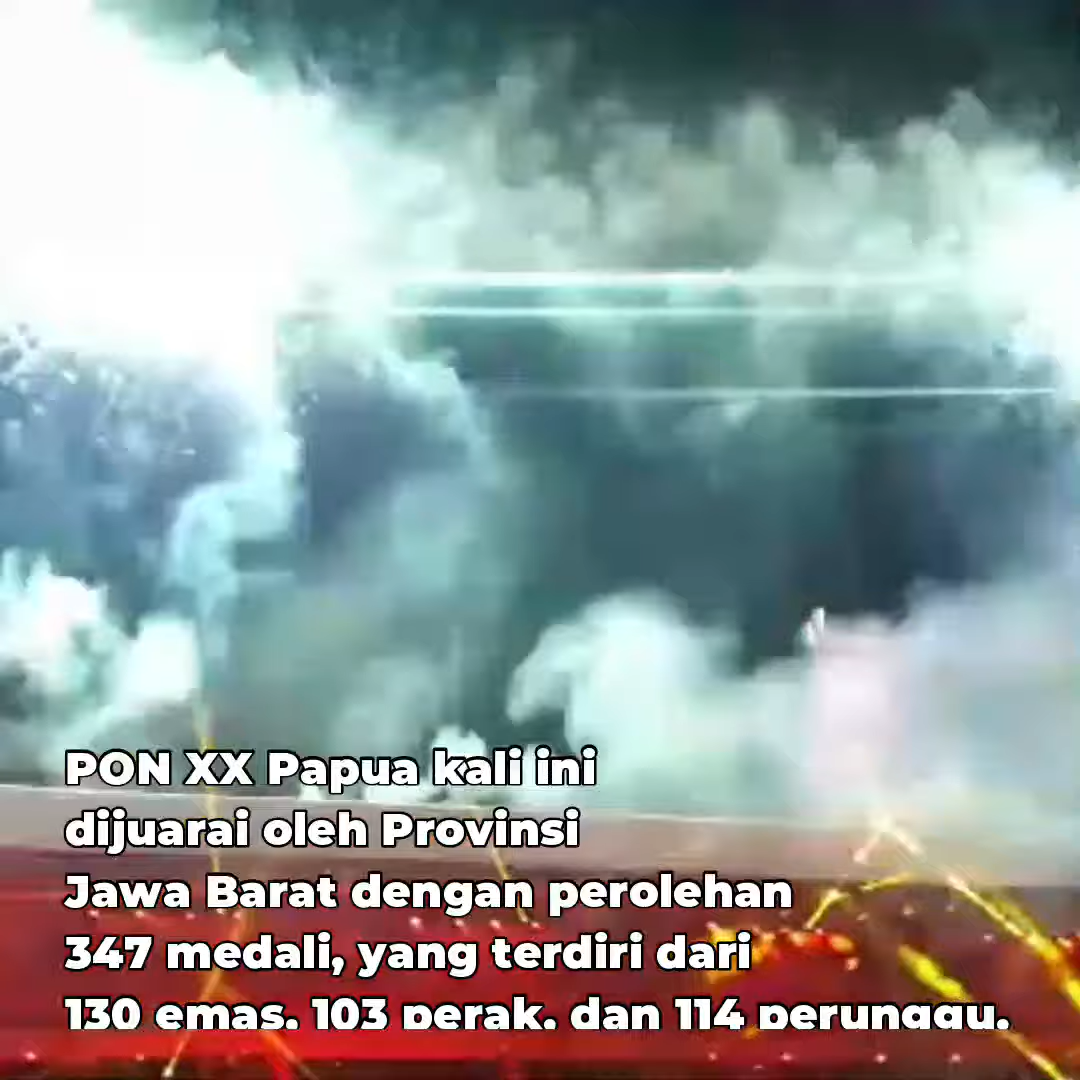 PON XX Papua kali ini
dijuarai oleh Provinsi
Jawa Barat dengan perolehan
347 medali, yang terdiri dari
130 emas, 103 perak, dan 114 perunggu.